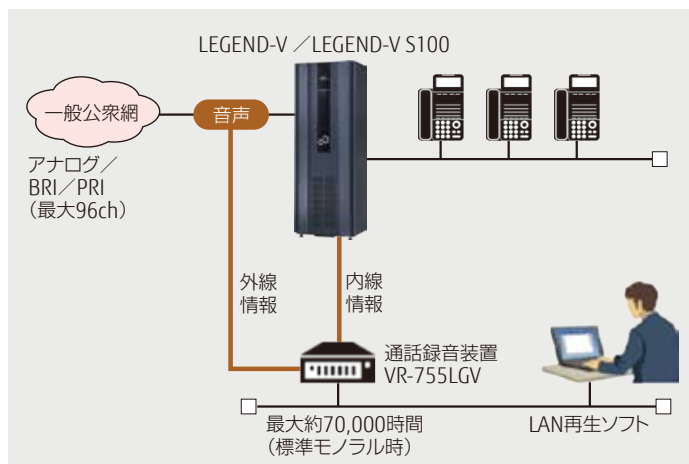 LEGEND-V／LEGEND-V S100
一般公衆網
音声
アナログ／
BRI／PRI
（最大96ch）
外線
情報
内線
情報
通話録音装置
VR-755LGV
最大約70,000時間
（標準モノラル時）
LAN再生ソフト